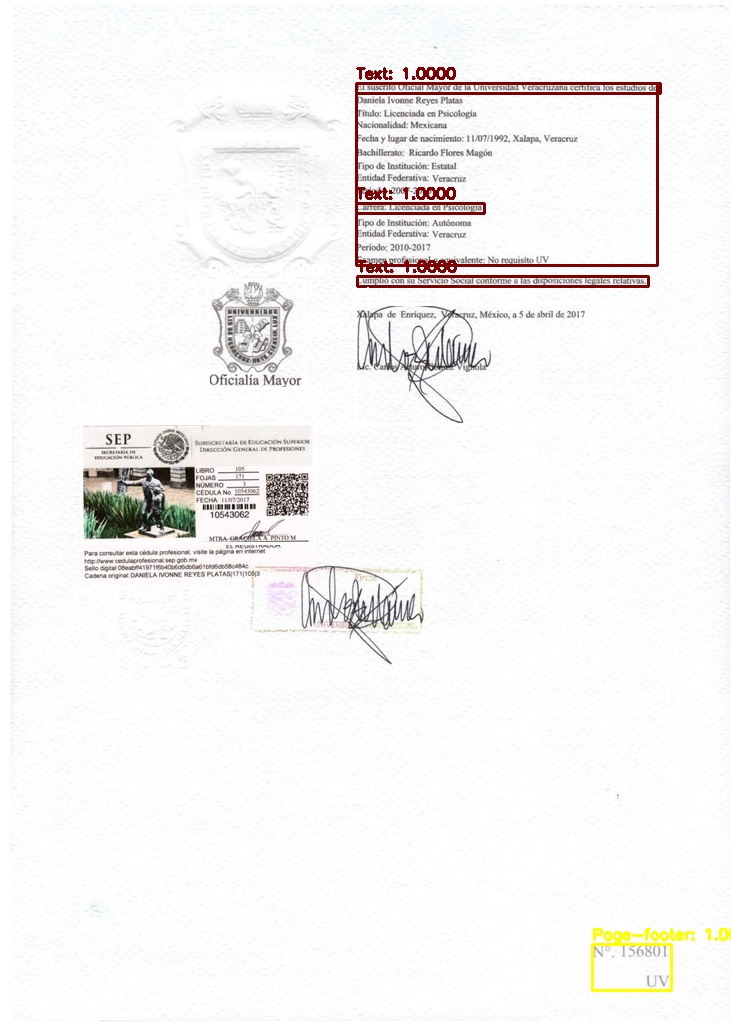 Text: 1.0000
El suscrito Oficial Mayor de la Universidad Veracruzana certifica los estudios de
Daniela Ivonne Reyes Platas
Título: Licenciada en Psicología
Nacionalidad: Mexicana
Fecha y lugar de nacimiento: 11/07/1992, Xalapa, Veracruz
Bachillerato: Ricardo Flores Magón
Tipo de Institución: Estatal
Entidad Federativa: Veracruz
Text: 1.0000
Carrera: Licenciada en Psicología
Tipo de Institución: Autónoma
Entidad Federativa: Veracruz
Periodo: 2010-2017
Examen profesional o equivalente: No requisito UV
Text: 1.0000
Cumplió con su Servicio Social conforme a las disposiciones legales relativas.
Xalapa de Enríquez, Veracruz, México, a 5 de abril de 2017
Lic. Carlos Arturo Vignola
UNIVERSIDAD
Oficialía Mayor
SEP
SECRETARÍA DE
EDUCACIÓN PÚBLICA
SUBSECRETARÍA DE EDUCACIÓN SUPERIOR
DIRECCIÓN GENERAL DE PROFESIONES
LIBRO 105
FOJAS 171
NÚMERO 3
CÉDULA No. 10543062
FECHA: 11/07/2017
10543062
MTRA. GRACIELA A. PINTO M.
EL REGISTRADOR
Para consultar esta cédula profesional, visite la página en internet
http://www.cedulaprofesional.sep.gob.mx
Sello digital:08eabff41971f6b40b6d6db6a61bfd6db58c484c
Cadena original: DANIELA IVONNE REYES PLATAS|171|105|3
Page-footer: 1.00
N°. 156801
UV